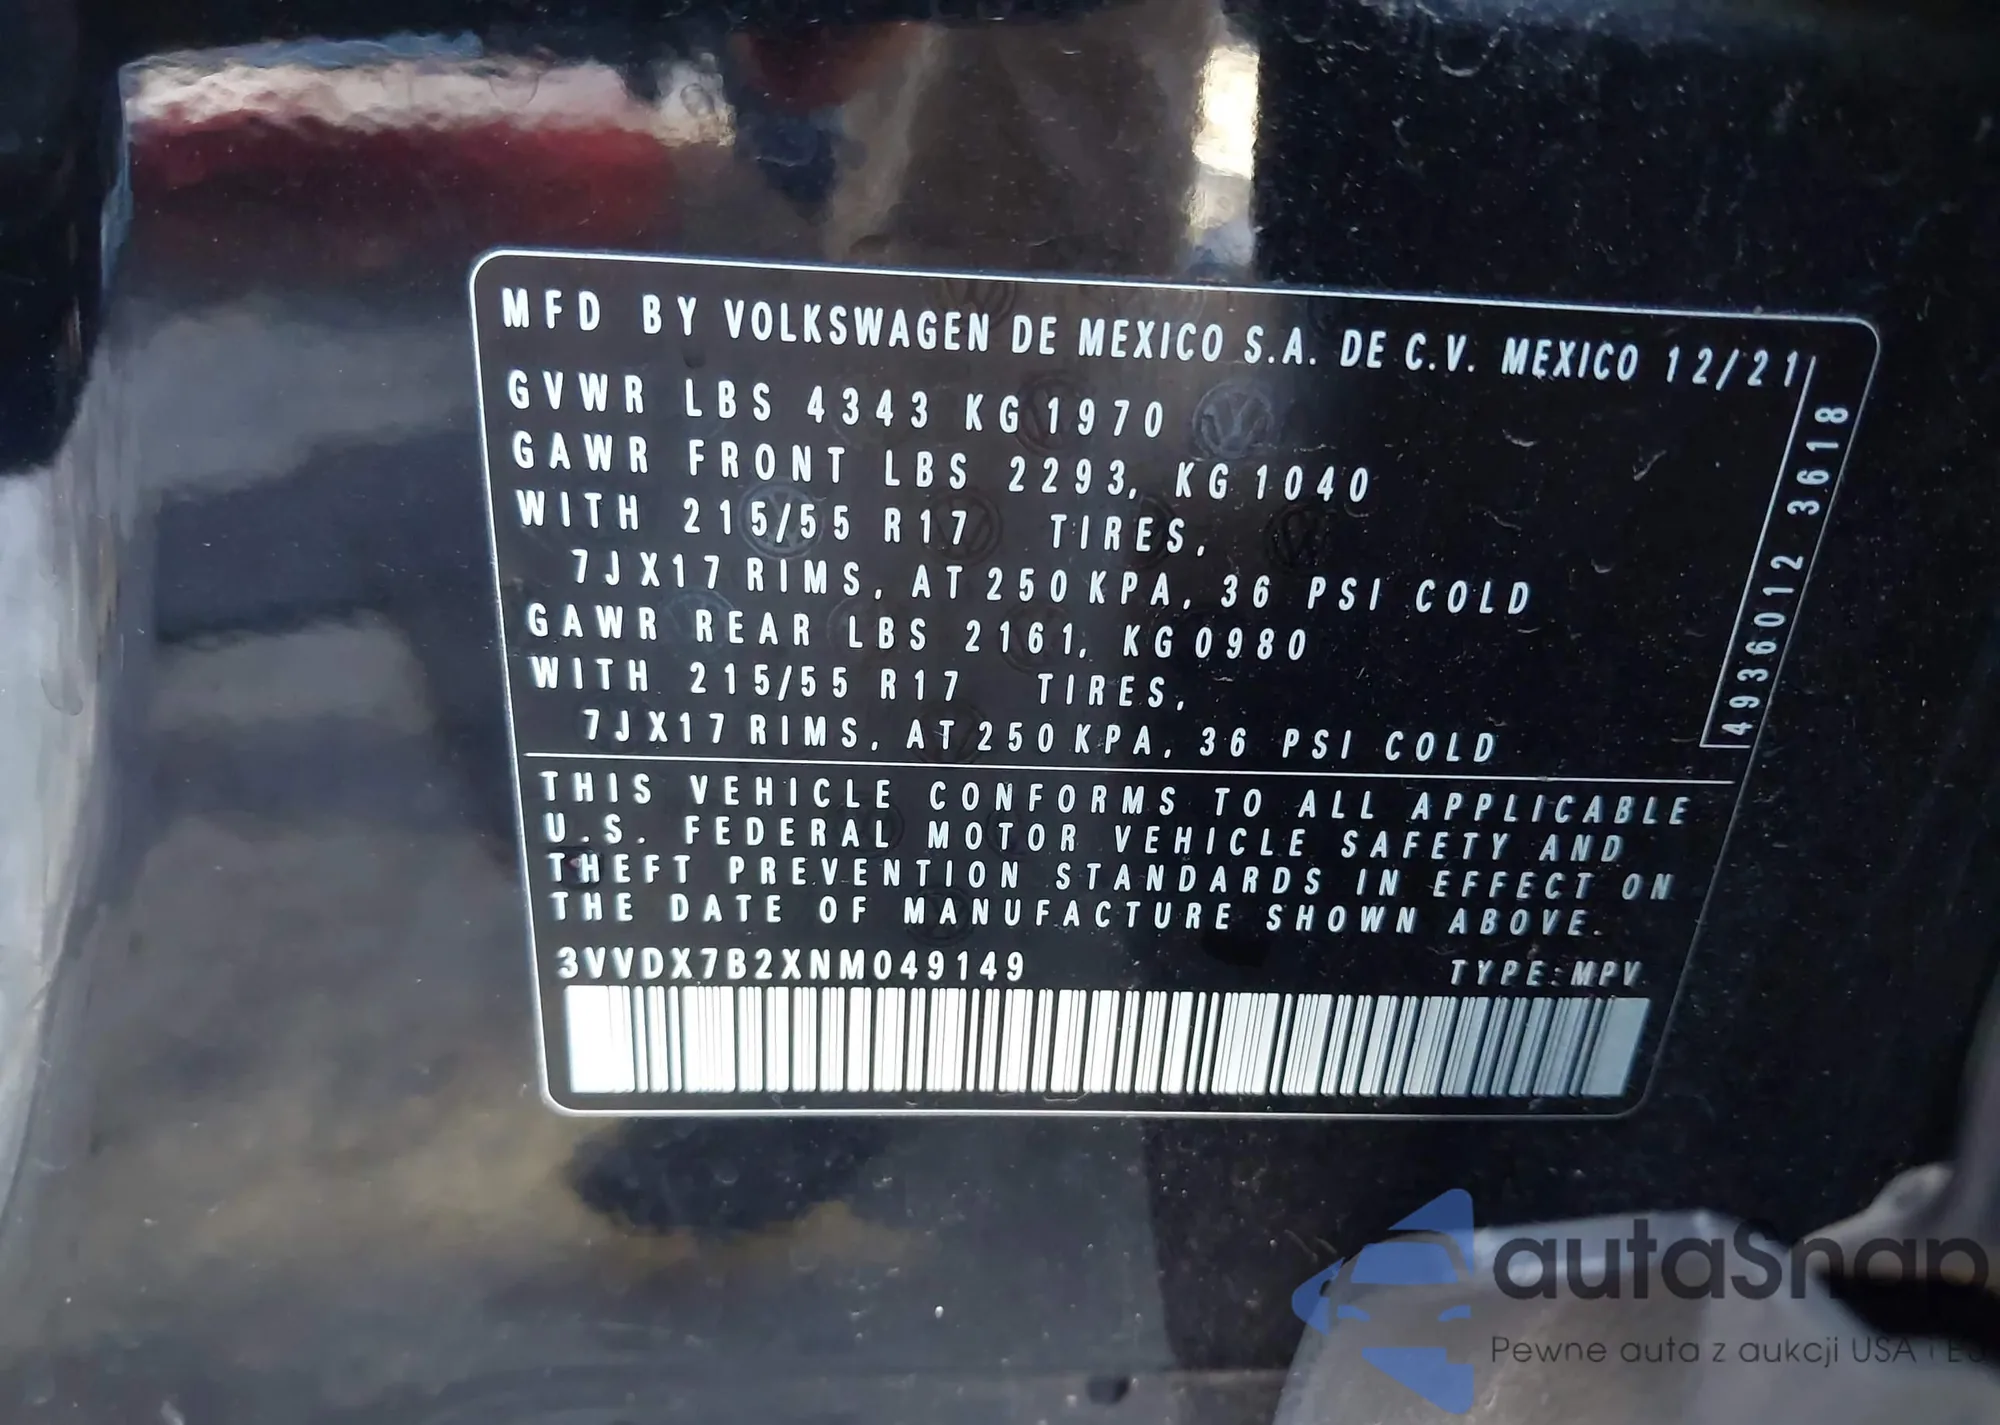 MFD BY VOLKSWAGEN DE MEXICO S.A. DE C.V. MEXICO 12/21
GVWR LBS 4343 KG 1970
GAWR FRONT LBS 2293, KG 1040
WITH 215/55 R17 TIRES,
7JX17 RIMS, AT 250 KPA, 36 PSI COLD
GAWR REAR LBS 2161, KG 0980
WITH 215/55 R17 TIRES,
7JX17 RIMS, AT 250 KPA, 36 PSI COLD
4936012 3618
THIS VEHICLE CONFORMS TO ALL APPLICABLE
U.S. FEDERAL MOTOR VEHICLE SAFETY AND
THEFT PREVENTION STANDARDS IN EFFECT ON
THE DATE OF MANUFACTURE SHOWN ABOVE.
3VVDX7B2XNM049149 TYPE:MPV
autaSnap
Pewne auta z aukcji USA i